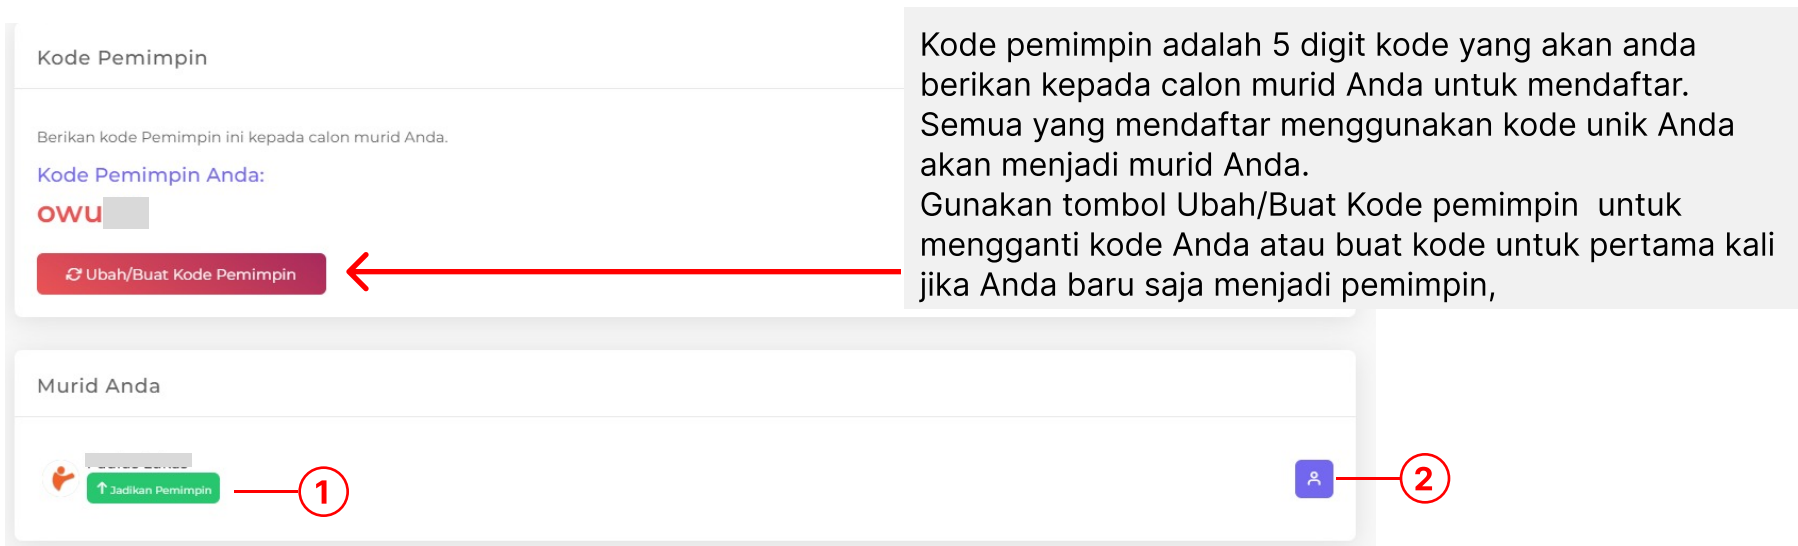 Kode Pemimpin
Berikan kode Pemimpin ini kepada calon murid Anda.
Kode Pemimpin Anda:
owu
Ubah/Buat Kode Pemimpin
Kode pemimpin adalah 5 digit kode yang akan anda
berikan kepada calon murid Anda untuk mendaftar.
Semua yang mendaftar menggunakan kode unik Anda
akan menjadi murid Anda.
Gunakan tombol Ubah/Buat Kode pemimpin  untuk
mengganti kode Anda atau buat kode untuk pertama kali
jika Anda baru saja menjadi pemimpin,
Murid Anda
Jadikan Pemimpin
1
2